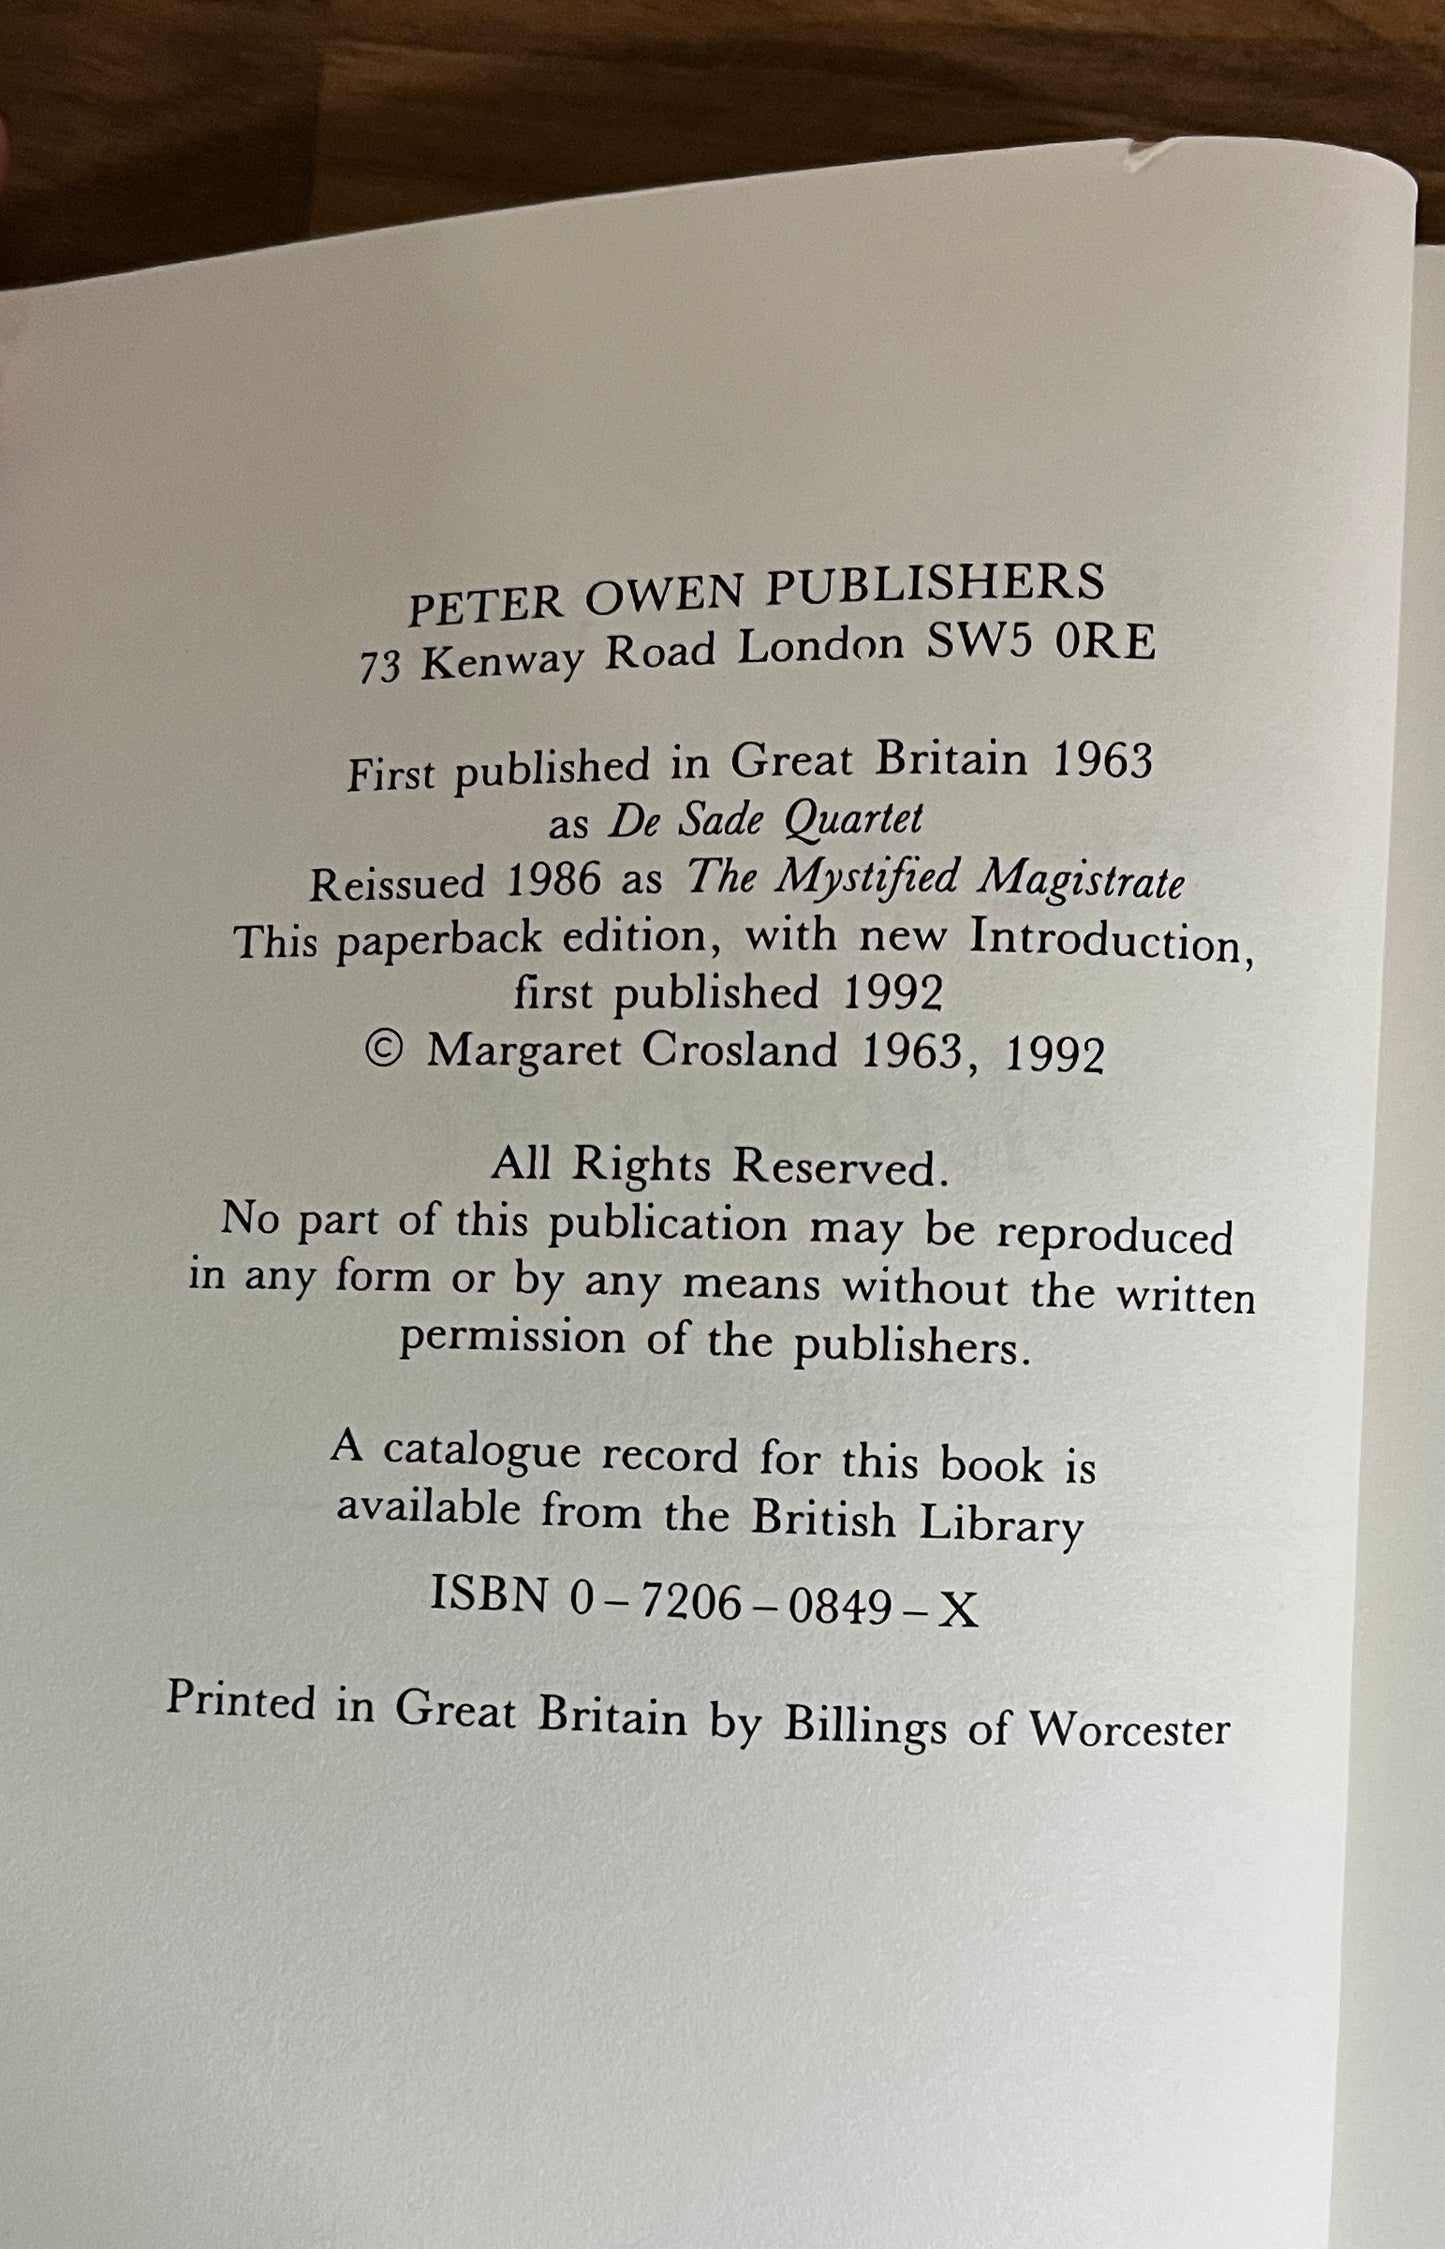 PETER OWEN PUBLISHERS
73 Kenway Road London SW5 0RE
First published in Great Britain 1963
as De Sade Quartet
Reissued 1986 as The Mystified Magistrate
This paperback edition, with new Introduction,
first published 1992
© Margaret Crosland 1963, 1992
All Rights Reserved.
No part of this publication may be reproduced
in any form or by any means without the written
permission of the publishers.
A catalogue record for this book is
available from the British Library
ISBN 0–7206–0849–X
Printed in Great Britain by Billings of Worcester